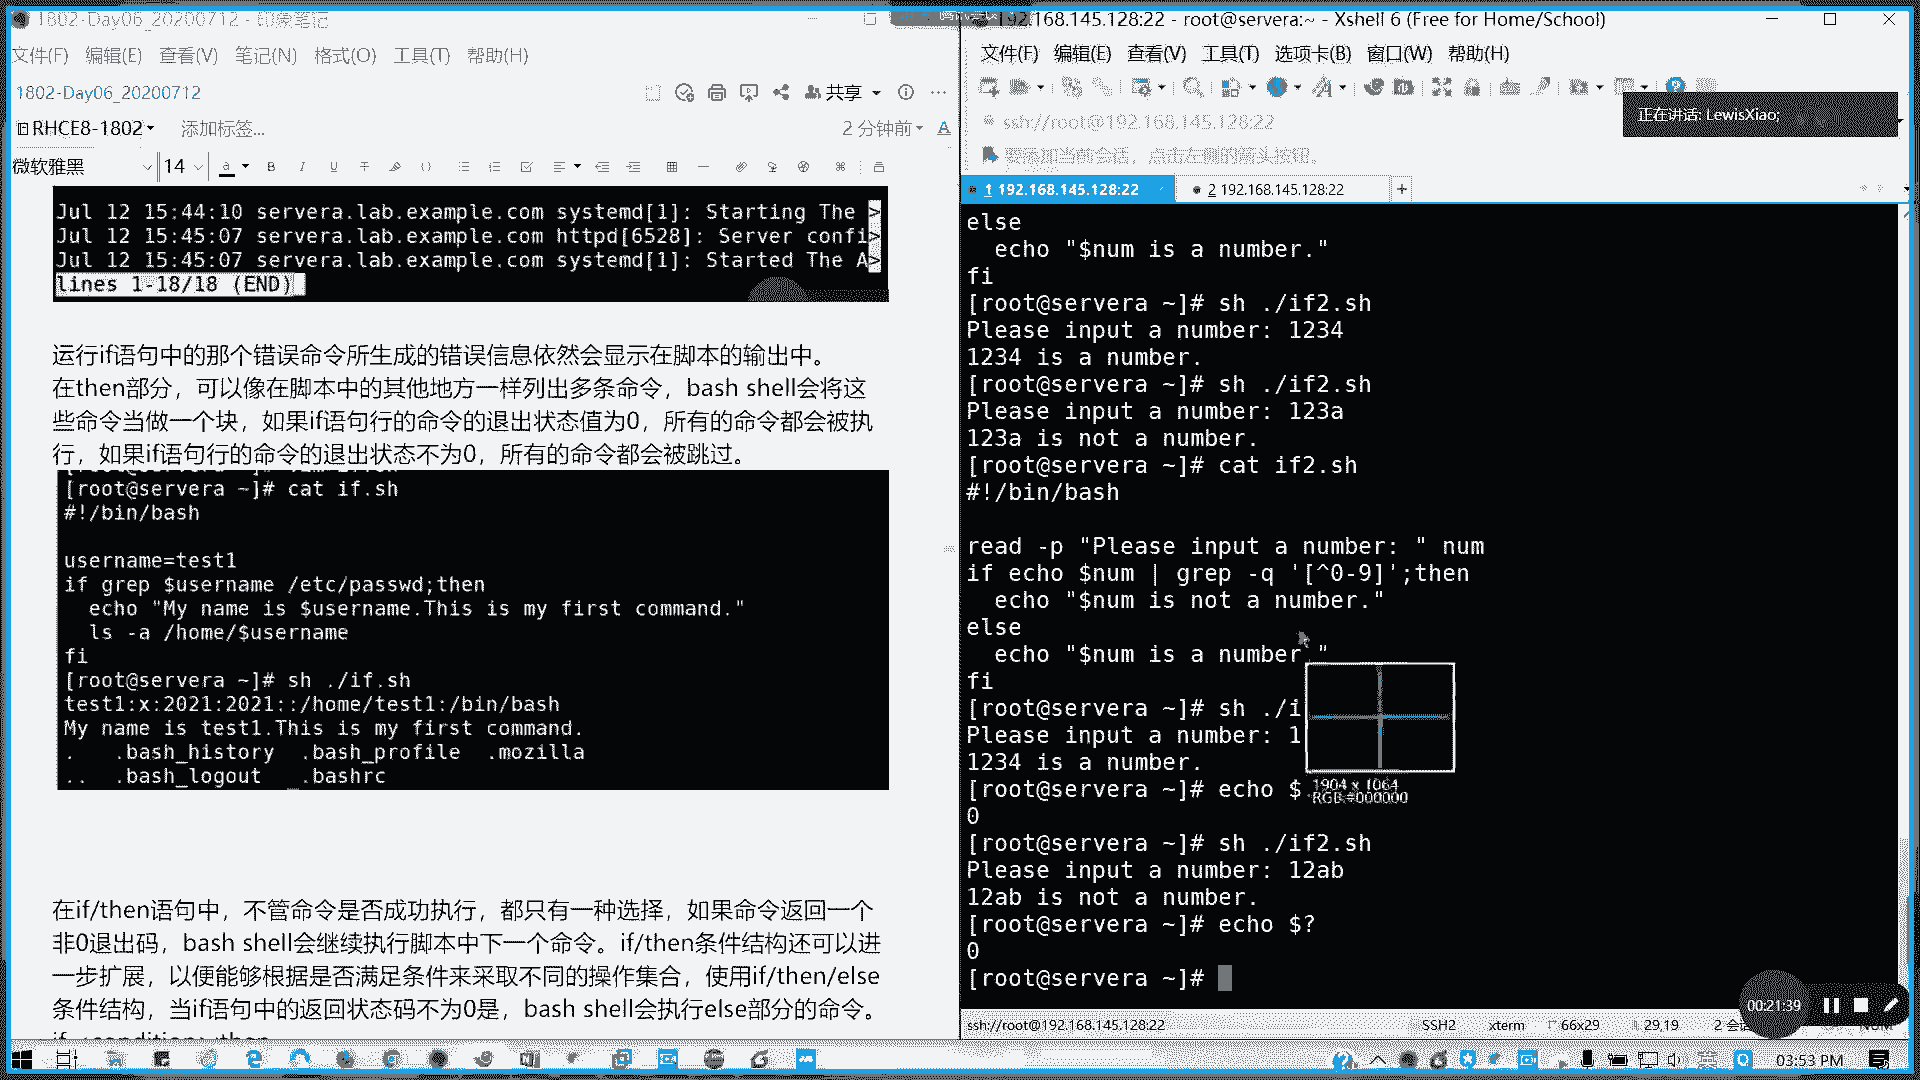 1802-Day06_20200712 - 印象笔记
文件(F) 编辑(E) 查看(V) 笔记(N) 格式(O) 工具(T) 帮助(H)
1802-Day06_20200712
共享
RHCE8-1802 添加标签... 2 分钟前
微软雅黑 14
Jul 12 15:44:10 servera.lab.example.com systemd[1]: Starting The >
Jul 12 15:45:07 servera.lab.example.com httpd[6528]: Server confi>
Jul 12 15:45:07 servera.lab.example.com systemd[1]: Started The A>
lines 1-18/18 (END)
运行if语句中的那个错误命令所生成的错误信息依然会显示在脚本的输出中。
在then部分，可以像在脚本中的其他地方一样列出多条命令，bash shell会将这
些命令当做一个块，如果if语句行的命令的退出状态值为0，所有的命令都会被执
行，如果if语句行的命令的退出状态不为0，所有的命令都会被跳过。
[root@servera ~]# cat if.sh
#!/bin/bash
username=test1
if grep $username /etc/passwd;then
echo "My name is $username.This is my first command."
ls -a /home/$username
fi
[root@servera ~]# sh ./if.sh
test1:x:2021:2021::/home/test1:/bin/bash
My name is test1.This is my first command.
. .bash_history .bash_profile .mozilla
.. .bash_logout .bashrc
在if/then语句中，不管命令是否成功执行，都只有一种选择，如果命令返回一个
非0退出码，bash shell会继续执行脚本中下一个命令。if/then条件结构还可以进
一步扩展，以便能够根据是否满足条件来采取不同的操作集合，使用if/then/else
条件结构，当if语句中的返回状态码不为0是，bash shell会执行else部分的命令。
192.168.145.128:22 - root@servera:~ - Xshell 6 (Free for Home/School)
文件(F) 编辑(E) 查看(V) 工具(T) 选项卡(B) 窗口(W) 帮助(H)
正在讲话: LewisXiao;
ssh://root@192.168.145.128:22
要添加当前会话，点击左侧的箭头按钮。
1 192.168.145.128:22 2 192.168.145.128:22 +
else
echo "$num is a number."
fi
[root@servera ~]# sh ./if2.sh
Please input a number: 1234
1234 is a number.
[root@servera ~]# sh ./if2.sh
Please input a number: 123a
123a is not a number.
[root@servera ~]# cat if2.sh
#!/bin/bash
read -p "Please input a number: " num
if echo $num | grep -q '[^0-9]';then
echo "$num is not a number."
else
echo "$num is a number."
fi
[root@servera ~]# sh ./i
Please input a number: 1
1234 is a number.
[root@servera ~]# echo $
1904 x 1064
RGB:#000000
0
[root@servera ~]# sh ./if2.sh
Please input a number: 12ab
12ab is not a number.
[root@servera ~]# echo $?
0
[root@servera ~]#
00:21:39
ssh://root@192.168.145.128:22 SSH2 xterm 66x29 29,19
03:53 PM